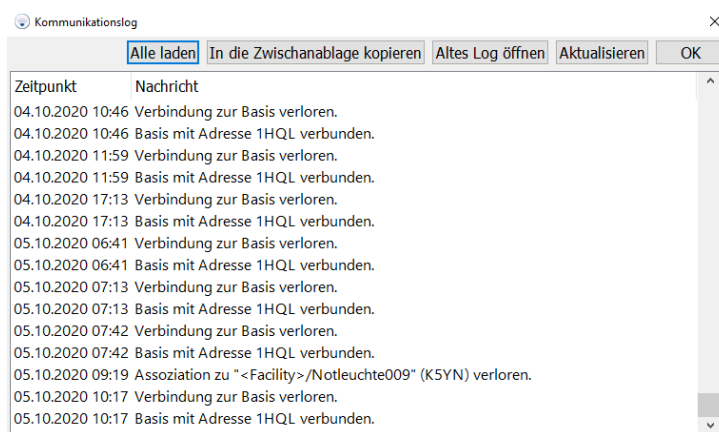 Kommunikationslog
Alle laden In die Zwischanablage kopieren Altes Log öffnen Aktualisieren OK
Zeitpunkt Nachricht
04.10.2020 10:46 Verbindung zur Basis verloren.
04.10.2020 10:46 Basis mit Adresse 1HQL verbunden.
04.10.2020 11:59 Verbindung zur Basis verloren.
04.10.2020 11:59 Basis mit Adresse 1HQL verbunden.
04.10.2020 17:13 Verbindung zur Basis verloren.
04.10.2020 17:13 Basis mit Adresse 1HQL verbunden.
05.10.2020 06:41 Verbindung zur Basis verloren.
05.10.2020 06:41 Basis mit Adresse 1HQL verbunden.
05.10.2020 07:13 Verbindung zur Basis verloren.
05.10.2020 07:13 Basis mit Adresse 1HQL verbunden.
05.10.2020 07:42 Verbindung zur Basis verloren.
05.10.2020 07:42 Basis mit Adresse 1HQL verbunden.
05.10.2020 09:19 Assoziation zu "<Facility>/Notleuchte009" (K5YN) verloren.
05.10.2020 10:17 Verbindung zur Basis verloren.
05.10.2020 10:17 Basis mit Adresse 1HQL verbunden.